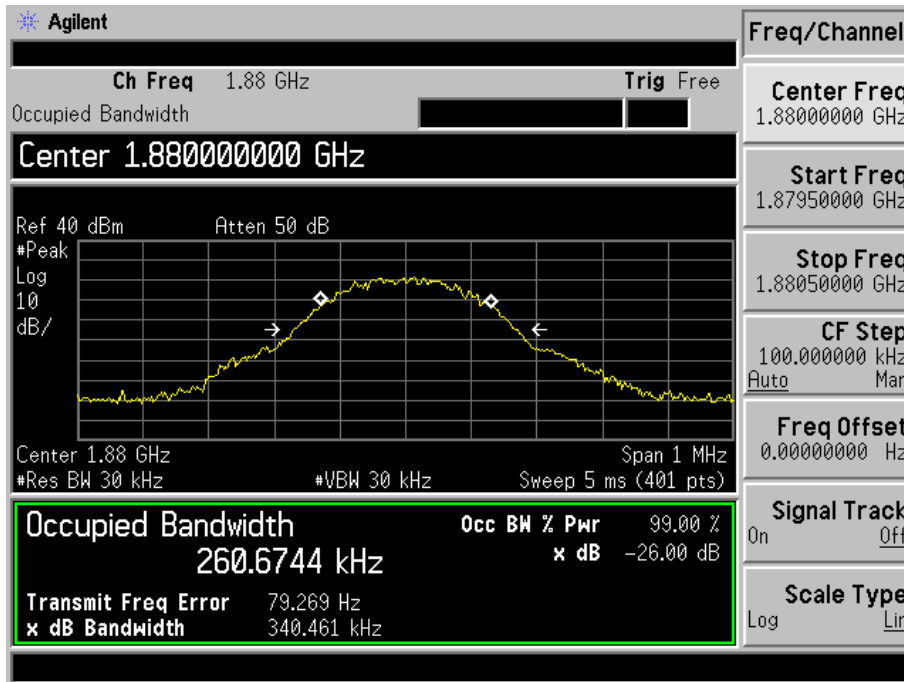 Agilent
Freq/Channel
Ch Freq 1.88 GHz Trig Free
Occupied Bandwidth
Center 1.880000000 GHz
Ref 40 dBm Atten 50 dB
#Peak
Log
10
dB/
Center 1.88 GHz Span 1 MHz
#Res BW 30 kHz #VBW 30 kHz Sweep 5 ms (401 pts)
Occupied Bandwidth
260.6744 kHz
Occ BW % Pwr 99.00 %
x dB -26.00 dB
Transmit Freq Error 79.269 Hz
x dB Bandwidth 340.461 kHz
Center Freq
1.88000000 GHz
Start Freq
1.87950000 GHz
Stop Freq
1.88050000 GHz
CF Step
100.000000 kHz
Auto Man
Freq Offset
0.00000000 Hz
Signal Track
On Off
Scale Type
Log Lin